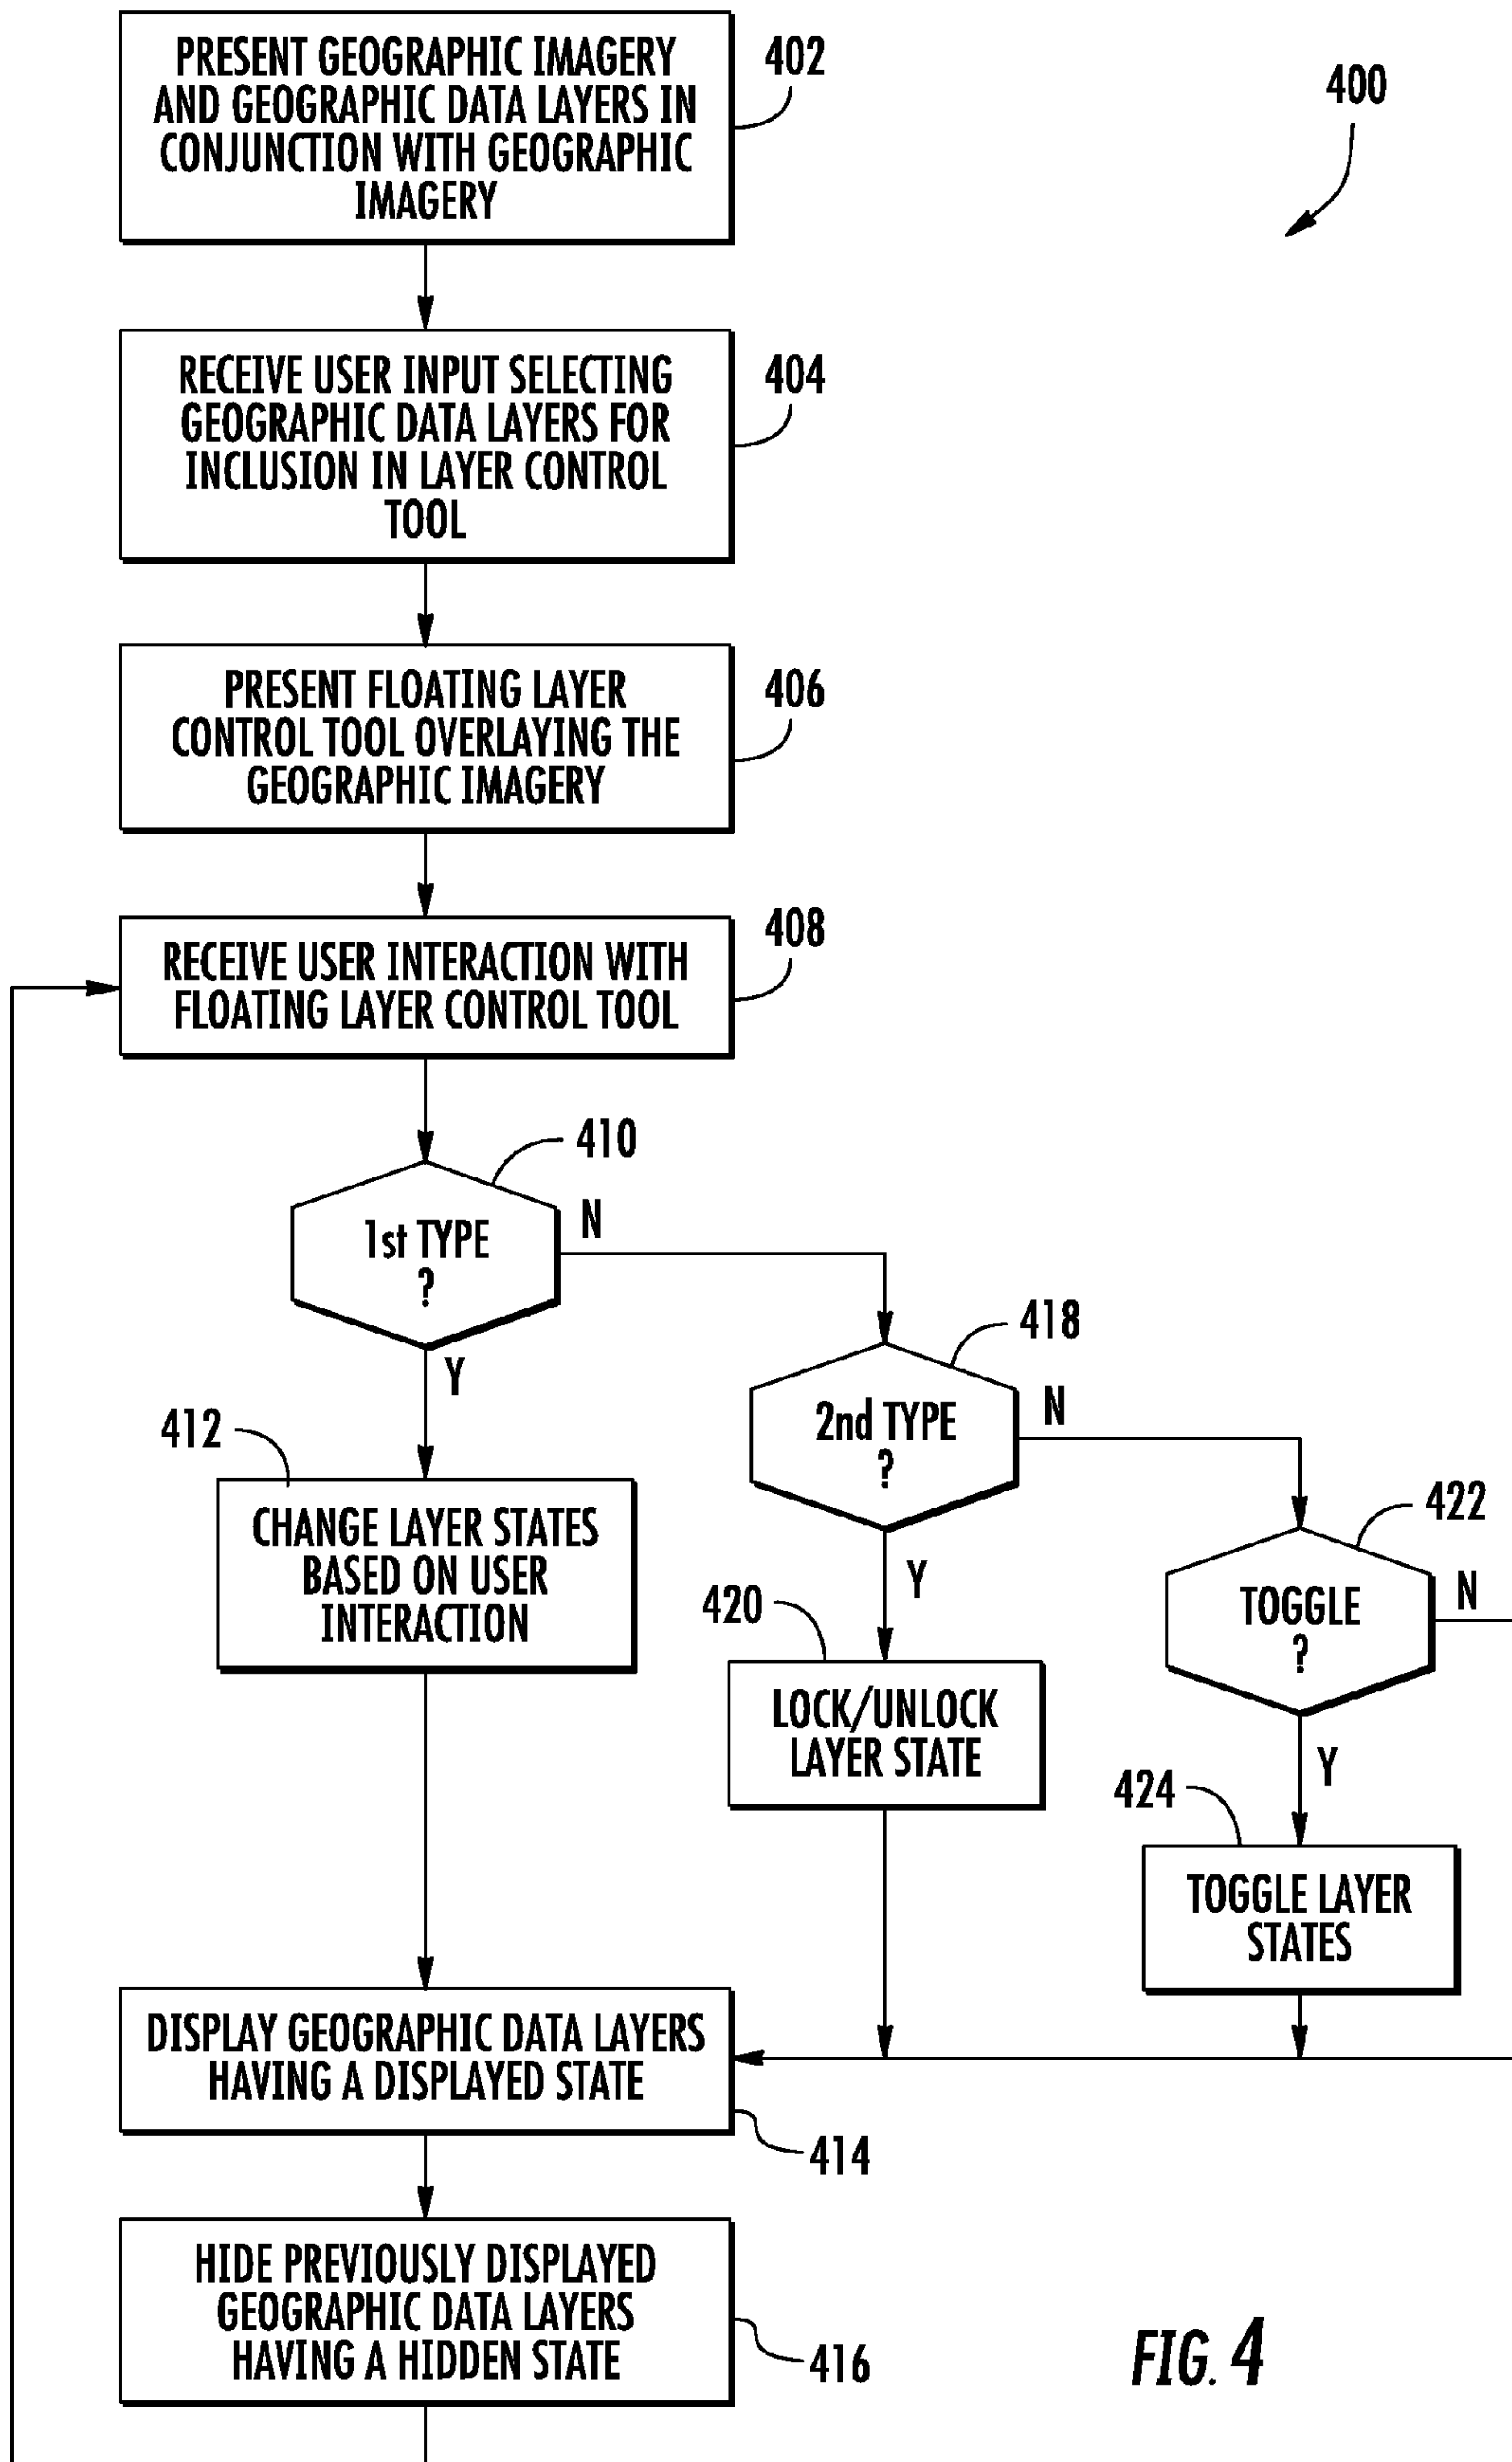 PRESENT GEOGRAPHIC IMAGERY
AND GEOGRAPHIC DATA LAYERS IN
CONJUNCTION WITH GEOGRAPHIC
IMAGERY
402
400
RECEIVE USER INPUT SELECTING
GEOGRAPHIC DATA LAYERS FOR
INCLUSION IN LAYER CONTROL
TOOL
404
PRESENT FLOATING LAYER
CONTROL TOOL OVERLAYING THE
GEOGRAPHIC IMAGERY
406
RECEIVE USER INTERACTION WITH
FLOATING LAYER CONTROL TOOL
408
1st TYPE
?
410
N
Y
2nd TYPE
?
418
N
Y
TOGGLE
?
422
N
Y
412
CHANGE LAYER STATES
BASED ON USER
INTERACTION
420
LOCK/UNLOCK
LAYER STATE
424
TOGGLE LAYER
STATES
DISPLAY GEOGRAPHIC DATA LAYERS
HAVING A DISPLAYED STATE
414
HIDE PREVIOUSLY DISPLAYED
GEOGRAPHIC DATA LAYERS
HAVING A HIDDEN STATE
416
FIG. 4